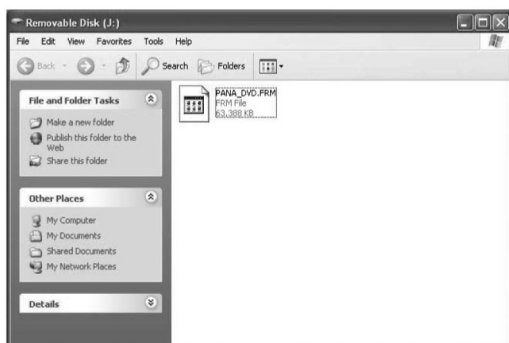 Removable Disk (J:)
File Edit View Favorites Tools Help
Back Search Folders
File and Folder Tasks
Make a new folder
Publish this folder to the
Web
Share this folder
Other Places
My Computer
My Documents
Shared Documents
My Network Places
Details
PANA_DVD.FRM
FRM File
63,388 KB